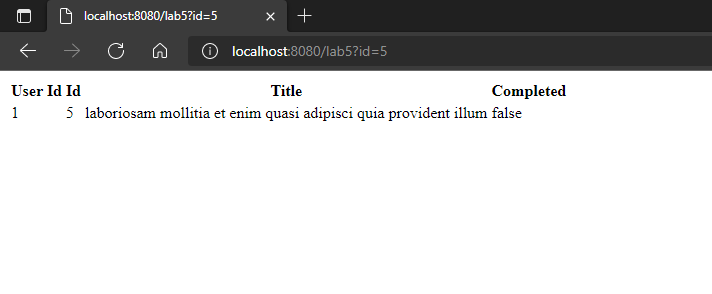 localhost:8080/lab5?id=5
localhost:8080/lab5?id=5
User Id Id Title Completed
1 5 laboriosam mollitia et enim quasi adipisci quia provident illum false